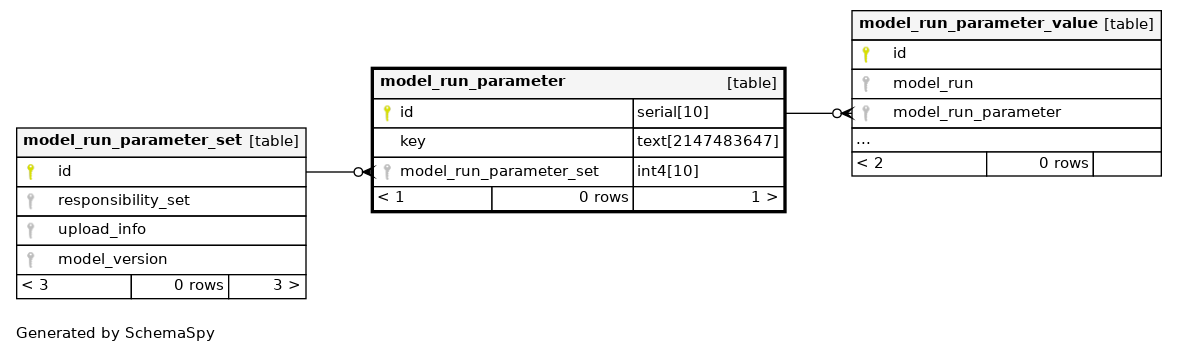 model_run_parameter_set [table]
id
responsibility_set
upload_info
model_version
< 3 0 rows 3 >
model_run_parameter [table]
id serial[10]
key text[2147483647]
model_run_parameter_set int4[10]
< 1 0 rows 1 >
model_run_parameter_value [table]
id
model_run
model_run_parameter
...
< 2 0 rows
Generated by SchemaSpy